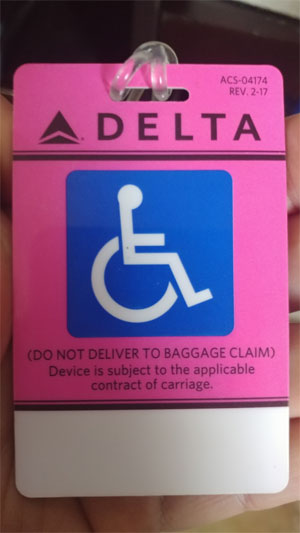 ACS-04174
REV. 2-17
DELTA
(DO NOT DELIVER TO BAGGAGE CLAIM)
Device is subject to the applicable
contract of carriage.